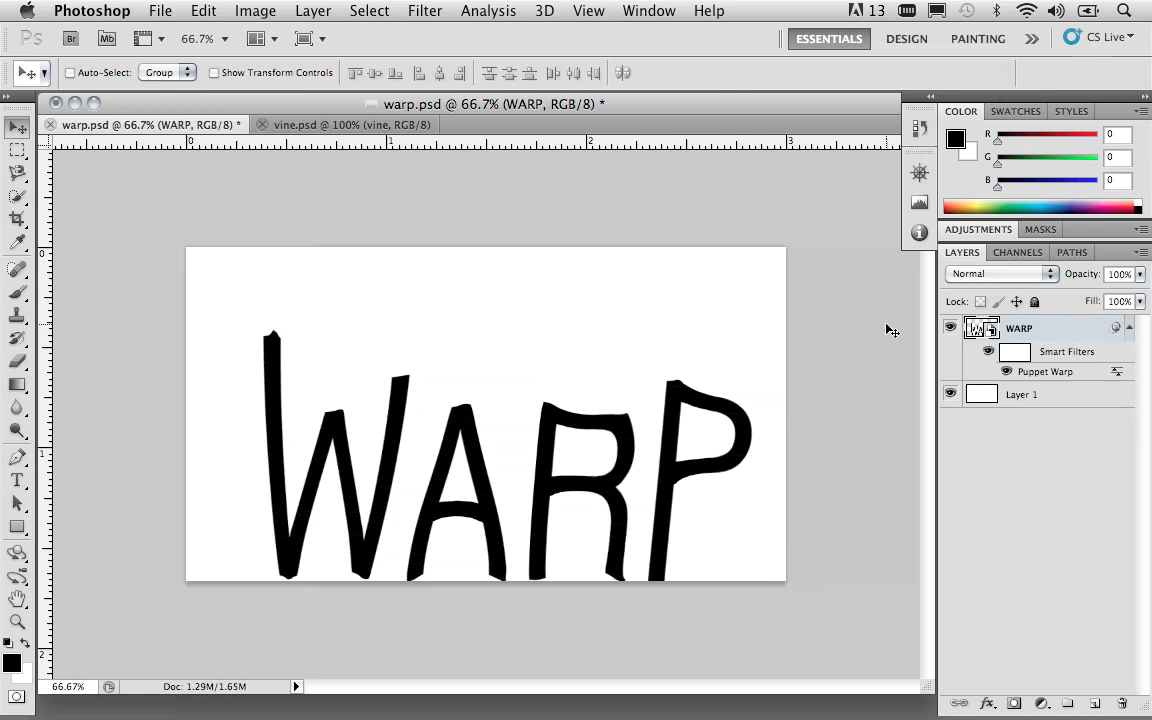 Photoshop File Edit Image Layer Select Filter Analysis 3D View Window Help 13
Ps Br Mb 66.7% ESSENTIALS DESIGN PAINTING CS Live
Auto-Select: Group Show Transform Controls
warp.psd @ 66.7% (WARP, RGB/8) *
warp.psd @ 66.7% (WARP, RGB/8) * vine.psd @ 100% (vine, RGB/8)
0 1 2 3
0
1
2
WARP
66.67% Doc: 1.29M/1.65M
COLOR SWATCHES STYLES
R 0
G 0
B 0
ADJUSTMENTS MASKS
LAYERS CHANNELS PATHS
Normal Opacity: 100%
Lock: Fill: 100%
WARP
Smart Filters
Puppet Warp
Layer 1